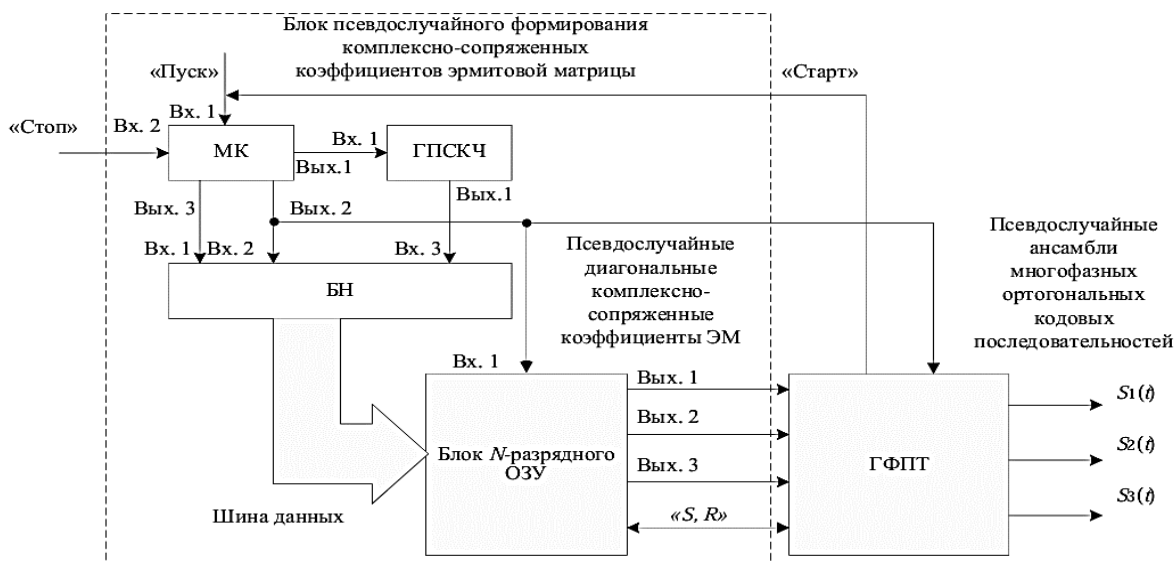 Блок псевдослучайного формирования
комплексно-сопряженных
коэффициентов эрмитовой матрицы
«Пуск»
«Старт»
Вх. 1
«Стоп»
Вх. 2
МК
Вх. 1
Вых.1
ГПСКЧ
Вых. 3
Вых. 2
Вых.1
Вх. 1
Вх. 2
Вх. 3
БН
Псевдослучайные
диагональные
комплексно-
сопряженные
коэффициенты ЭМ
Псевдослучайные
ансамбли
многофазных
ортогональных
кодовых
последовательностей
Вх. 1
Блок N-разрядного
ОЗУ
Вых. 1
Вых. 2
Вых. 3
«S, R»
ГФПТ
S1(t)
S2(t)
S3(t)
Шина данных